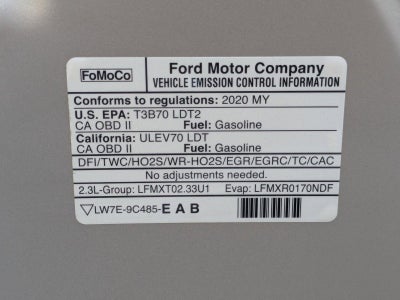 FoMoCo
Ford Motor Company
VEHICLE EMISSION CONTROL INFORMATION
Conforms to regulations: 2020 MY
U.S. EPA: T3B70 LDT2
CA OBD II Fuel: Gasoline
California: ULEV70 LDT
CA OBD II Fuel: Gasoline
DFI/TWC/HO2S/WR-HO2S/EGR/EGRC/TC/CAC
No adjustments needed.
2.3L-Group: LFMXT02.33U1 Evap: LFMXR0170NDF
▽LW7E-9C485-E A B